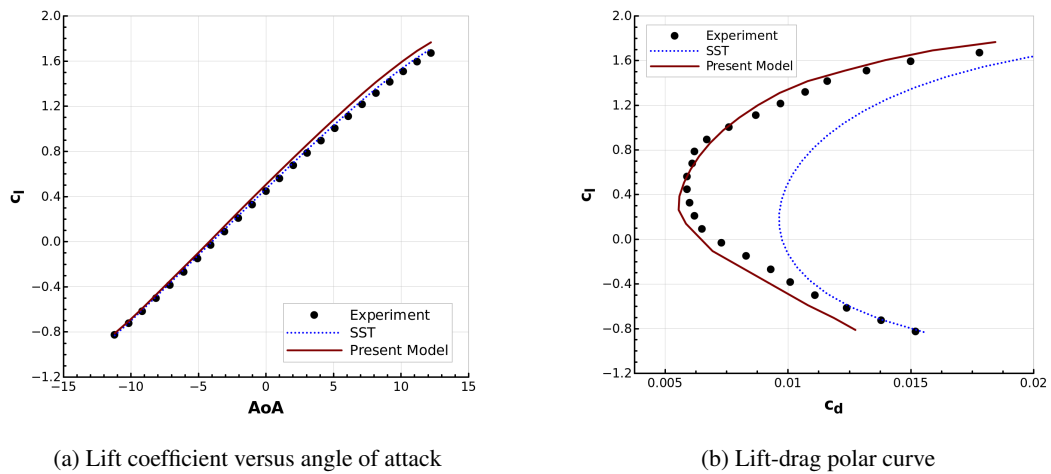 2.0
1.6
1.2
0.8
0.4
0.0
−0.4
−0.8
−1.2
−15
−10
−5
0
5
10
15
c_l
AoA
Experiment
SST
Present Model
(a) Lift coefficient versus angle of attack
2.0
1.6
1.2
0.8
0.4
0.0
−0.4
−0.8
−1.2
0.005
0.01
0.015
0.02
c_l
c_d
Experiment
SST
Present Model
(b) Lift-drag polar curve